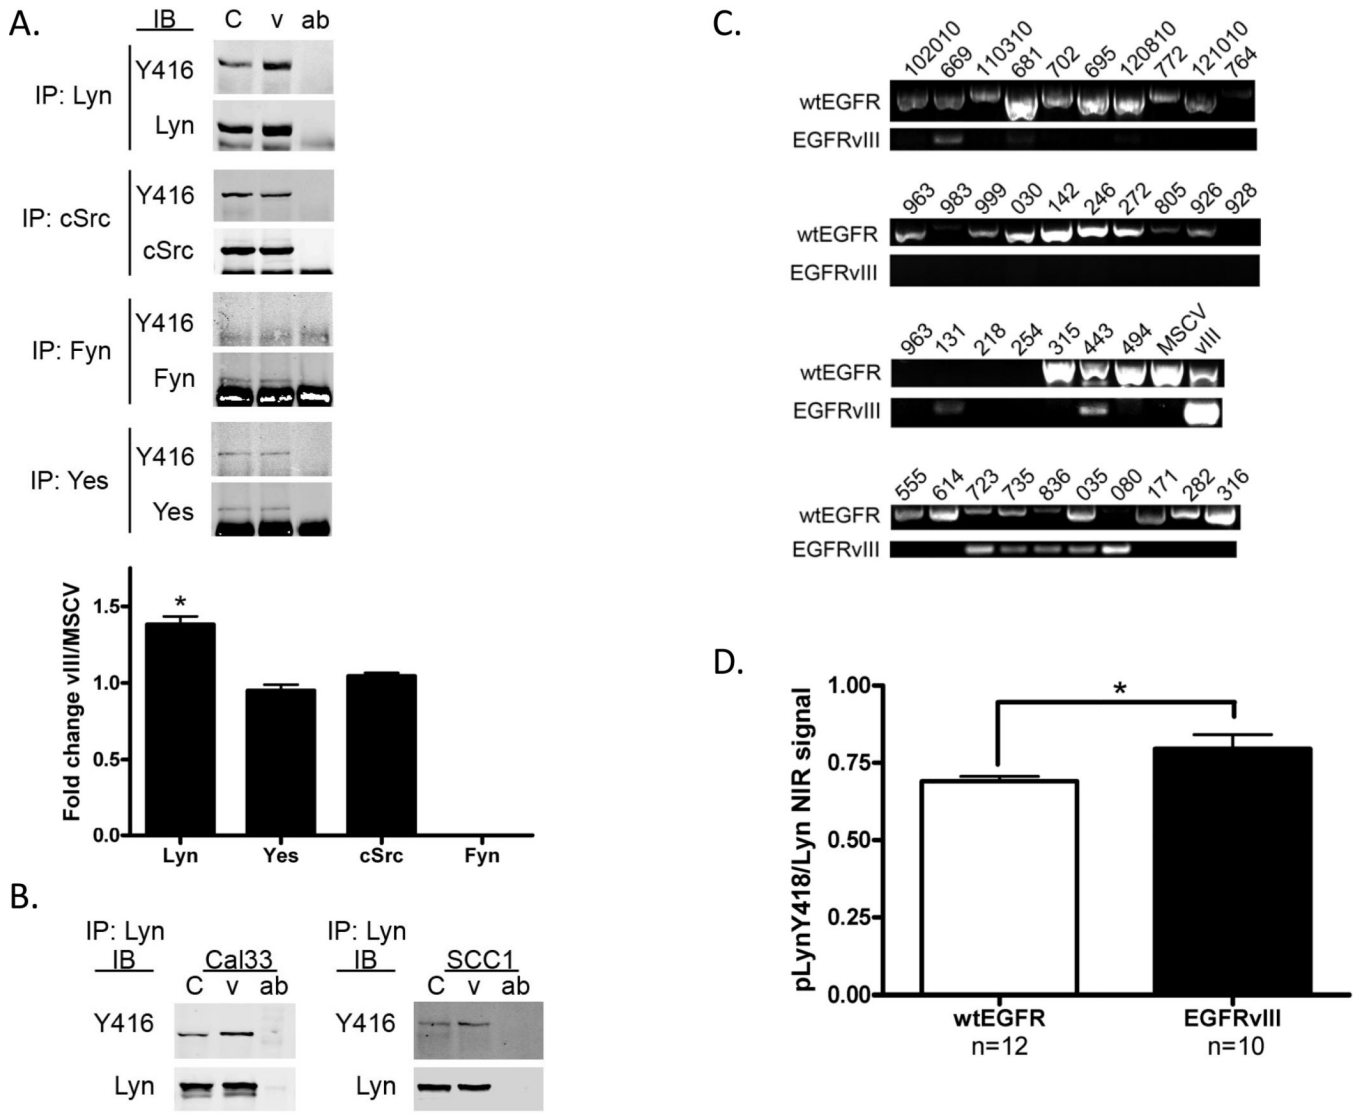 A.
IB C v ab
IP: Lyn
Y416
Lyn
IP: cSrc
Y416
cSrc
IP: Fyn
Y416
Fyn
IP: Yes
Y416
Yes
Fold change vIII/MSCV
1.5
1.0
0.5
0.0
*
Lyn Yes cSrc Fyn
B.
IP: Lyn
IB Cal33
C v ab
Y416
Lyn
IP: Lyn
IB SCC1
C v ab
Y416
Lyn
C.
102010 669 110310 681 702 695 120810 772 121010 764
wtEGFR
EGFRvIII
963 983 999 030 142 246 272 805 926 928
wtEGFR
EGFRvIII
963 131 218 254 315 443 494 MSCV vIII
wtEGFR
EGFRvIII
555 614 723 735 836 035 080 171 282 316
wtEGFR
EGFRvIII
D.
pLynY418/Lyn NIR signal
1.00
0.75
0.50
0.25
0.00
*
wtEGFR EGFRvIII
n=12 n=10